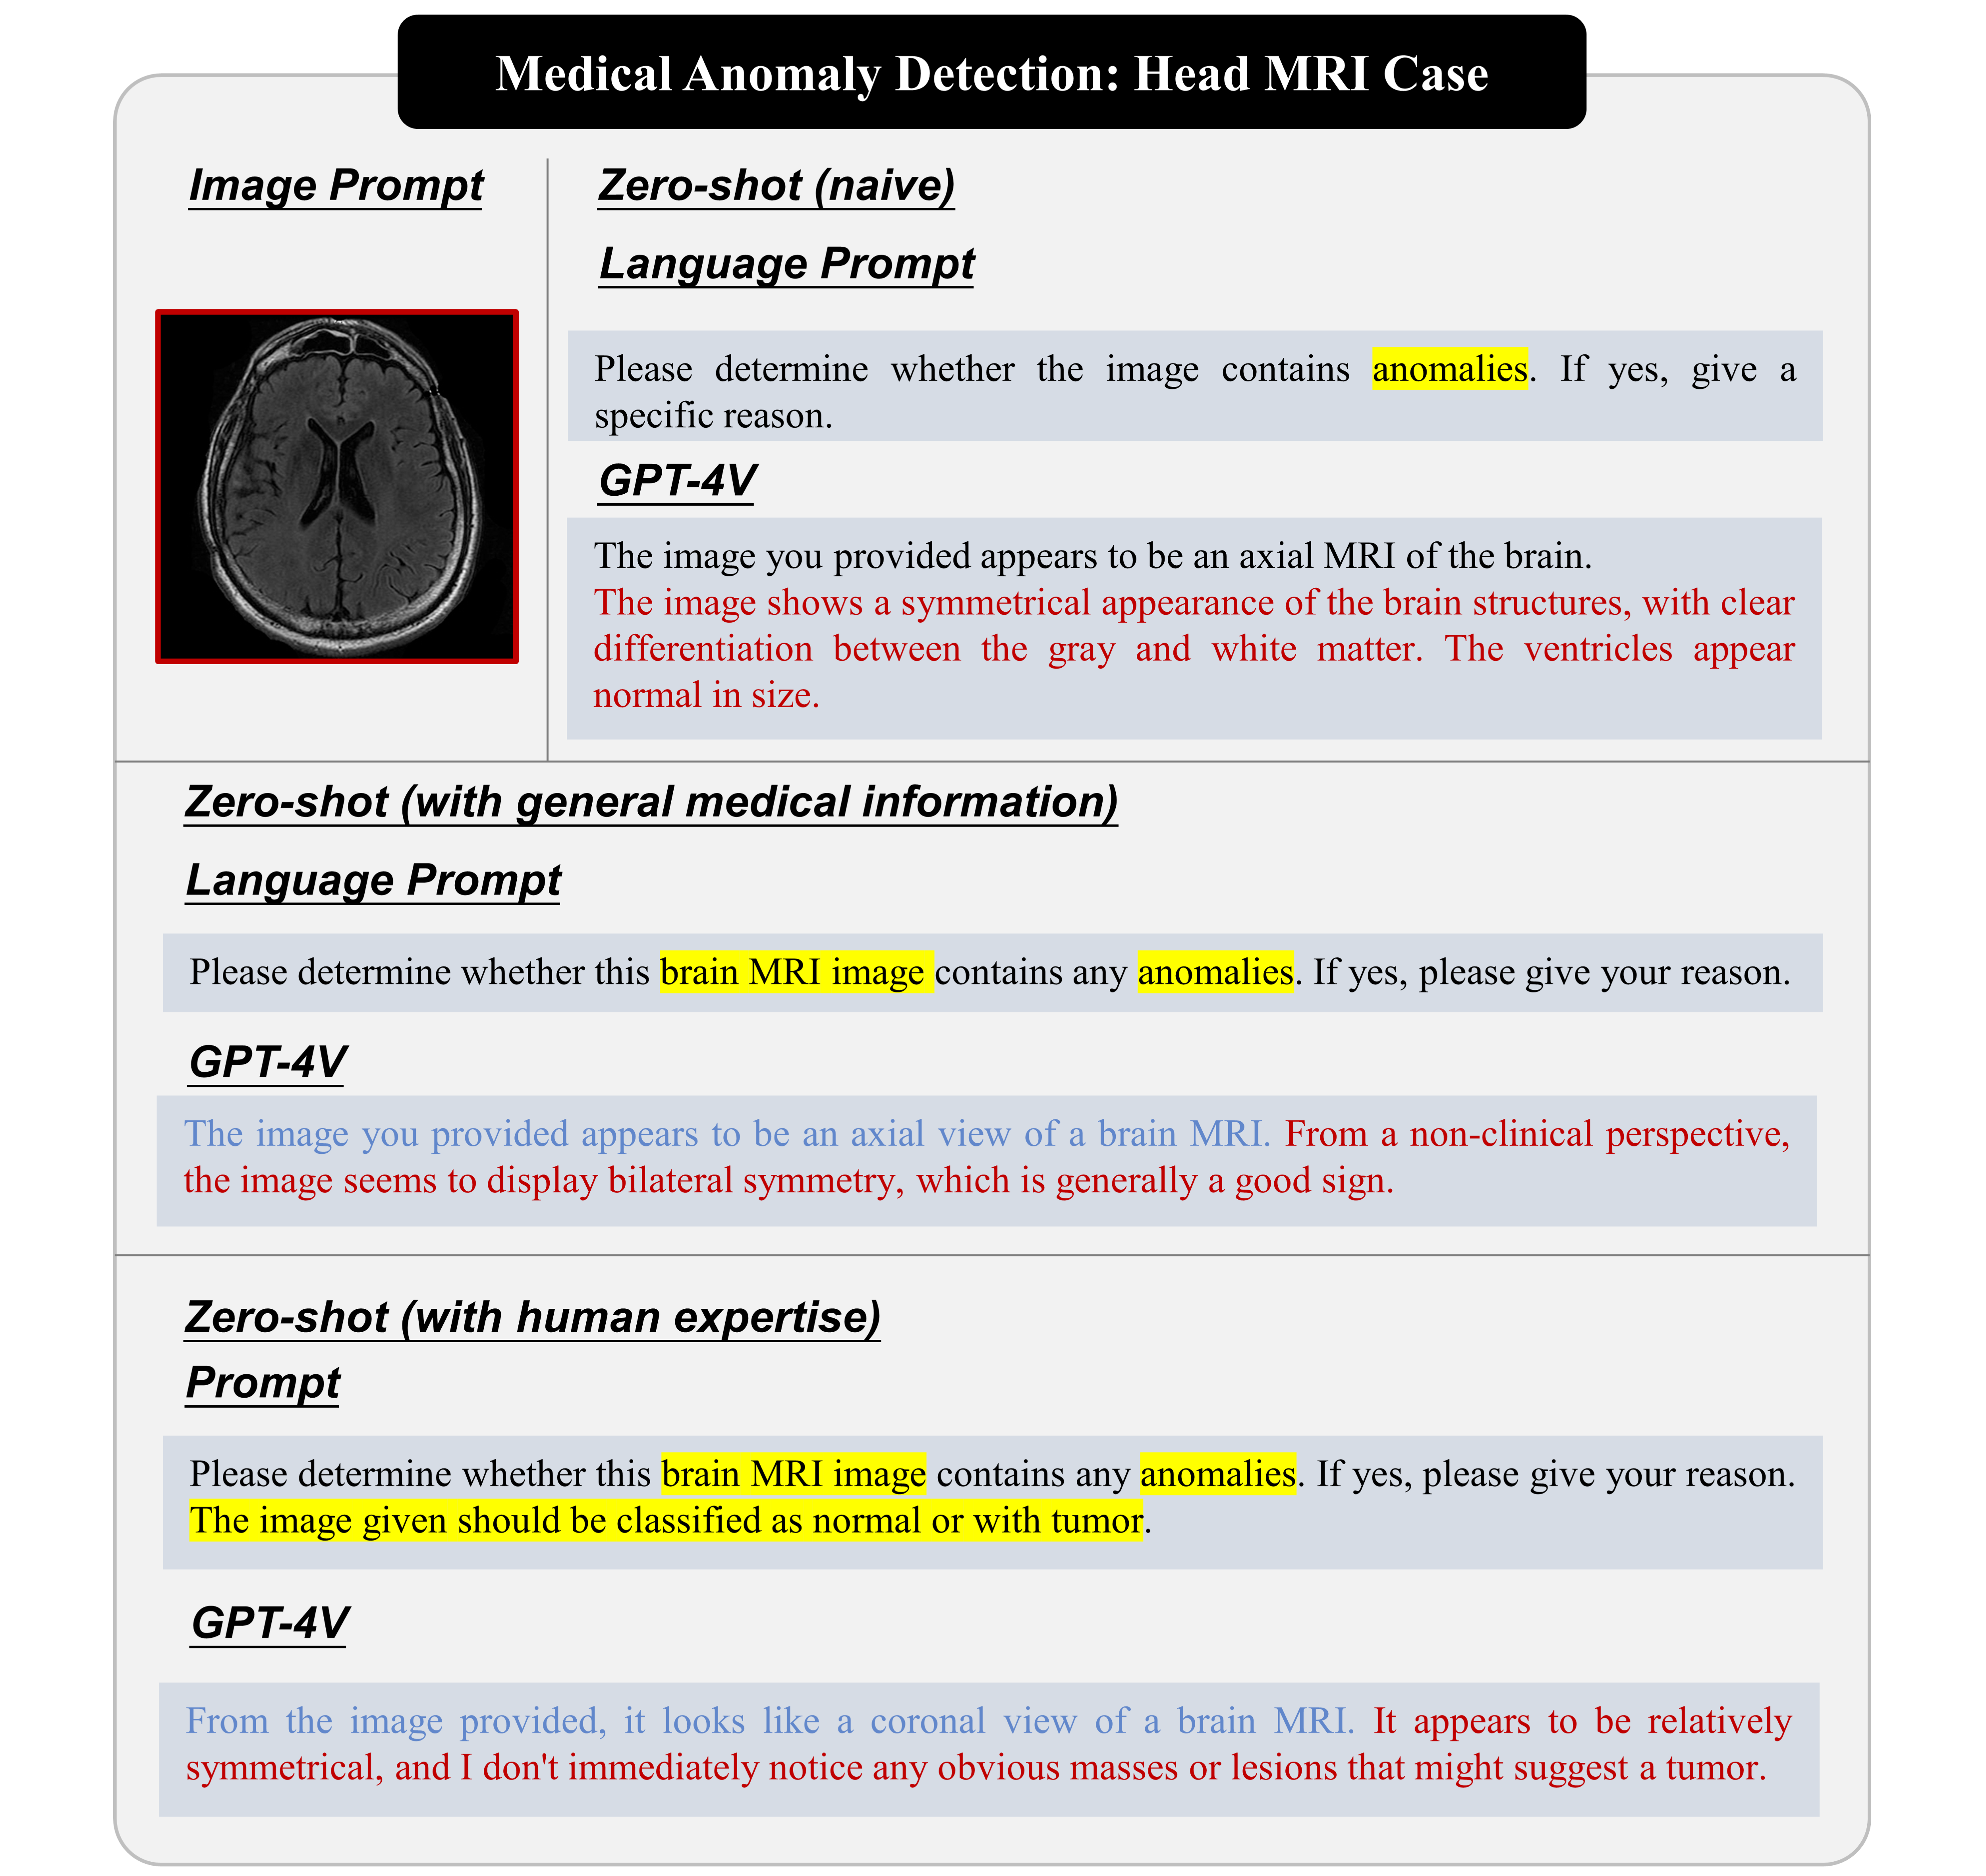 Medical Anomaly Detection: Head MRI Case
Image Prompt
Zero-shot (naive)
Language Prompt
Please determine whether the image contains anomalies. If yes, give a
specific reason.
GPT-4V
The image you provided appears to be an axial MRI of the brain.
The image shows a symmetrical appearance of the brain structures, with clear
differentiation between the gray and white matter. The ventricles appear
normal in size.
Zero-shot (with general medical information)
Language Prompt
Please determine whether this brain MRI image contains any anomalies. If yes, please give your reason.
GPT-4V
The image you provided appears to be an axial view of a brain MRI. From a non-clinical perspective,
the image seems to display bilateral symmetry, which is generally a good sign.
Zero-shot (with human expertise)
Prompt
Please determine whether this brain MRI image contains any anomalies. If yes, please give your reason.
The image given should be classified as normal or with tumor.
GPT-4V
From the image provided, it looks like a coronal view of a brain MRI. It appears to be relatively
symmetrical, and I don't immediately notice any obvious masses or lesions that might suggest a tumor.